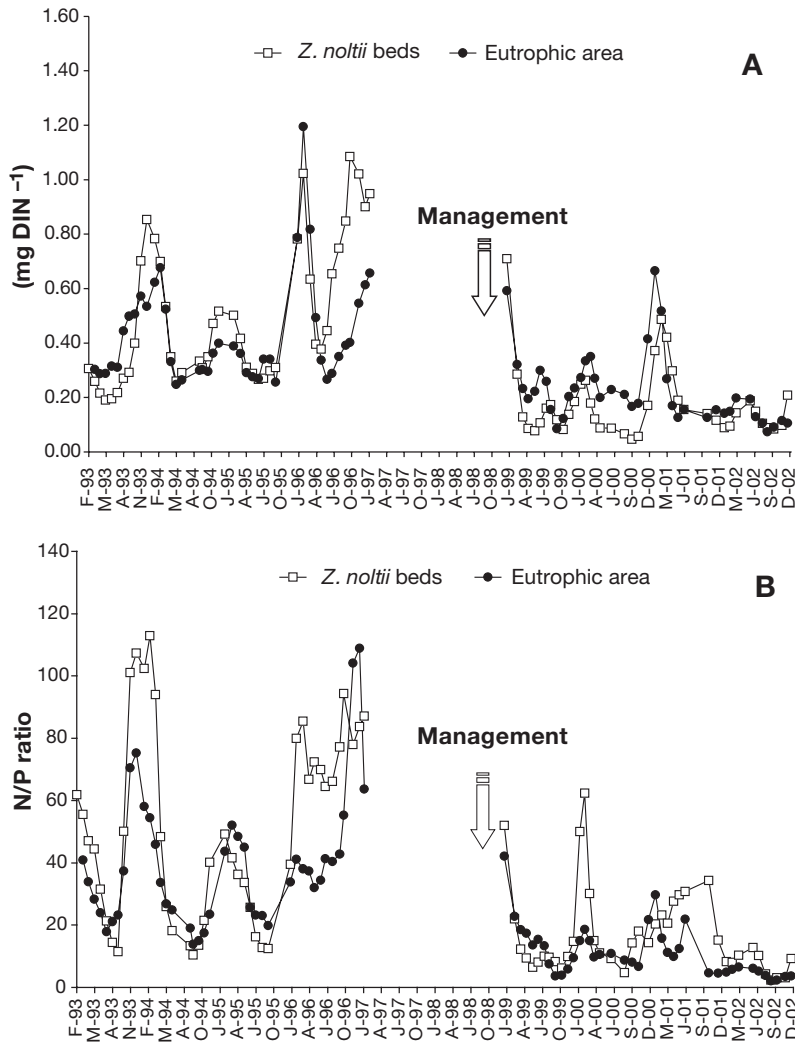 1.60
1.40
1.20
1.00
0.80
0.60
0.40
0.20
0.00
(mg DIN –1)
Z. noltii beds
Eutrophic area
A
Management
F-93
M-93
A-93
N-93
F-94
M-94
A-94
O-94
J-95
A-95
J-95
O-95
J-96
A-96
J-96
O-96
J-97
A-97
J-97
O-97
J-98
A-98
J-98
O-98
J-99
A-99
J-99
O-99
J-00
A-00
J-00
S-00
D-00
M-01
J-01
S-01
D-01
M-02
J-02
S-02
D-02
140
120
100
80
60
40
20
0
N/P ratio
Z. noltii beds
Eutrophic area
B
Management
F-93
M-93
A-93
N-93
F-94
M-94
A-94
O-94
J-95
A-95
J-95
O-95
J-96
A-96
J-96
O-96
J-97
A-97
J-97
O-97
J-98
A-98
J-98
O-98
J-99
A-99
J-99
O-99
J-00
A-00
J-00
S-00
D-00
M-01
J-01
S-01
D-01
M-02
J-02
S-02
D-02